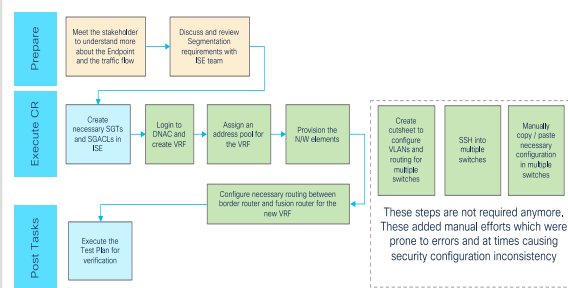 Prepare
Meet the stakeholder
to understand more
about the Endpoint
and the traffic flow
Discuss and review
Segmentation
requirements with
ISE team
Execute CR
Create
necessary SGTs
and SGACLs in
ISE
Login to
DNAC and
create VRF
Assign an
address pool for
the VRF
Provision the
N/W elements
Create
cutsheet to
configure
VLANs and
routing for
multiple
switches
SSH into
multiple
switches
Manually
copy / paste
necessary
configuration
in multiple
switches
Configure necessary routing between
border router and fusion router for the
new VRF
These steps are not required anymore.
These added manual efforts which were
prone to errors and at times causing
security configuration inconsistency
Post Tasks
Execute the
Test Plan for
verification